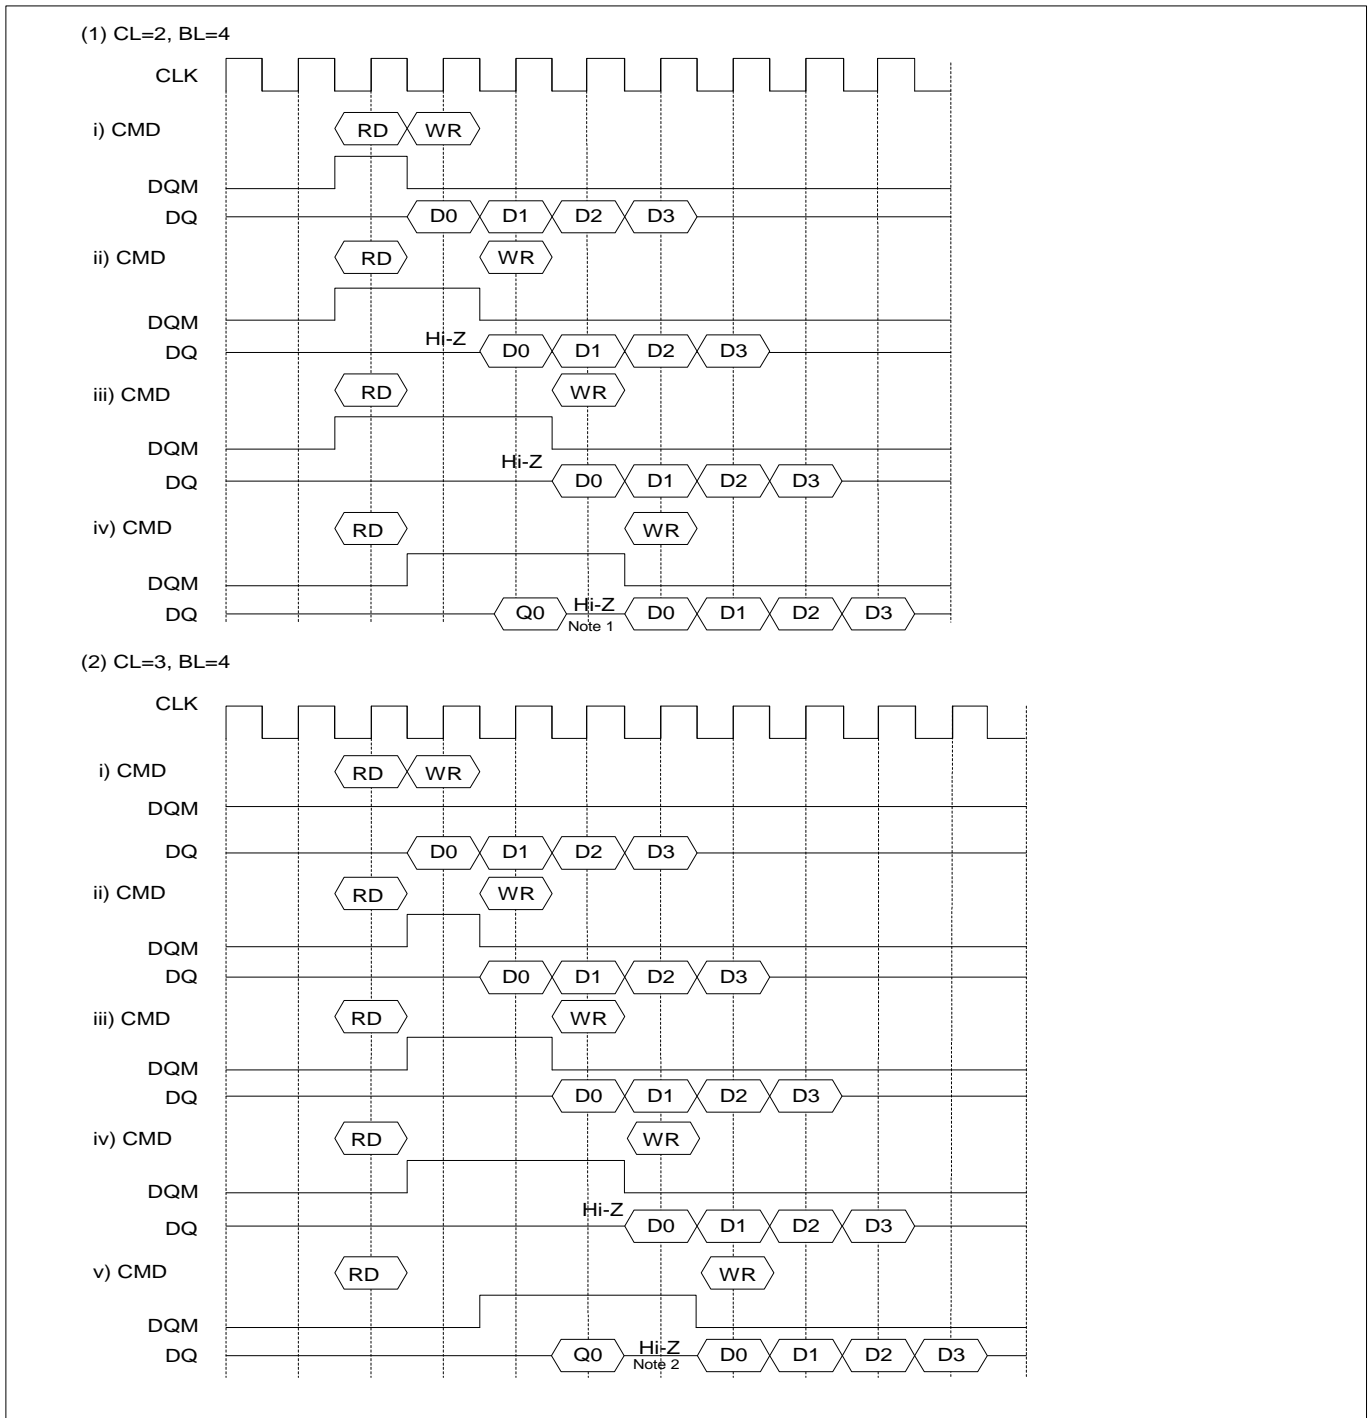 (1) CL=2, BL=4
CLK
i) CMD RD WR
DQM
DQ D0 D1 D2 D3
ii) CMD RD WR
DQM
Hi-Z
DQ D0 D1 D2 D3
iii) CMD RD WR
DQM
Hi-Z
DQ D0 D1 D2 D3
iv) CMD RD WR
DQM
DQ Q0 Hi-Z D0 D1 D2 D3
Note 1
(2) CL=3, BL=4
CLK
i) CMD RD WR
DQM
DQ D0 D1 D2 D3
ii) CMD RD WR
DQM
DQ D0 D1 D2 D3
iii) CMD RD WR
DQM
DQ D0 D1 D2 D3
iv) CMD RD WR
DQM
Hi-Z
DQ D0 D1 D2 D3
v) CMD RD WR
DQM
DQ Q0 Hi-Z D0 D1 D2 D3
Note 2